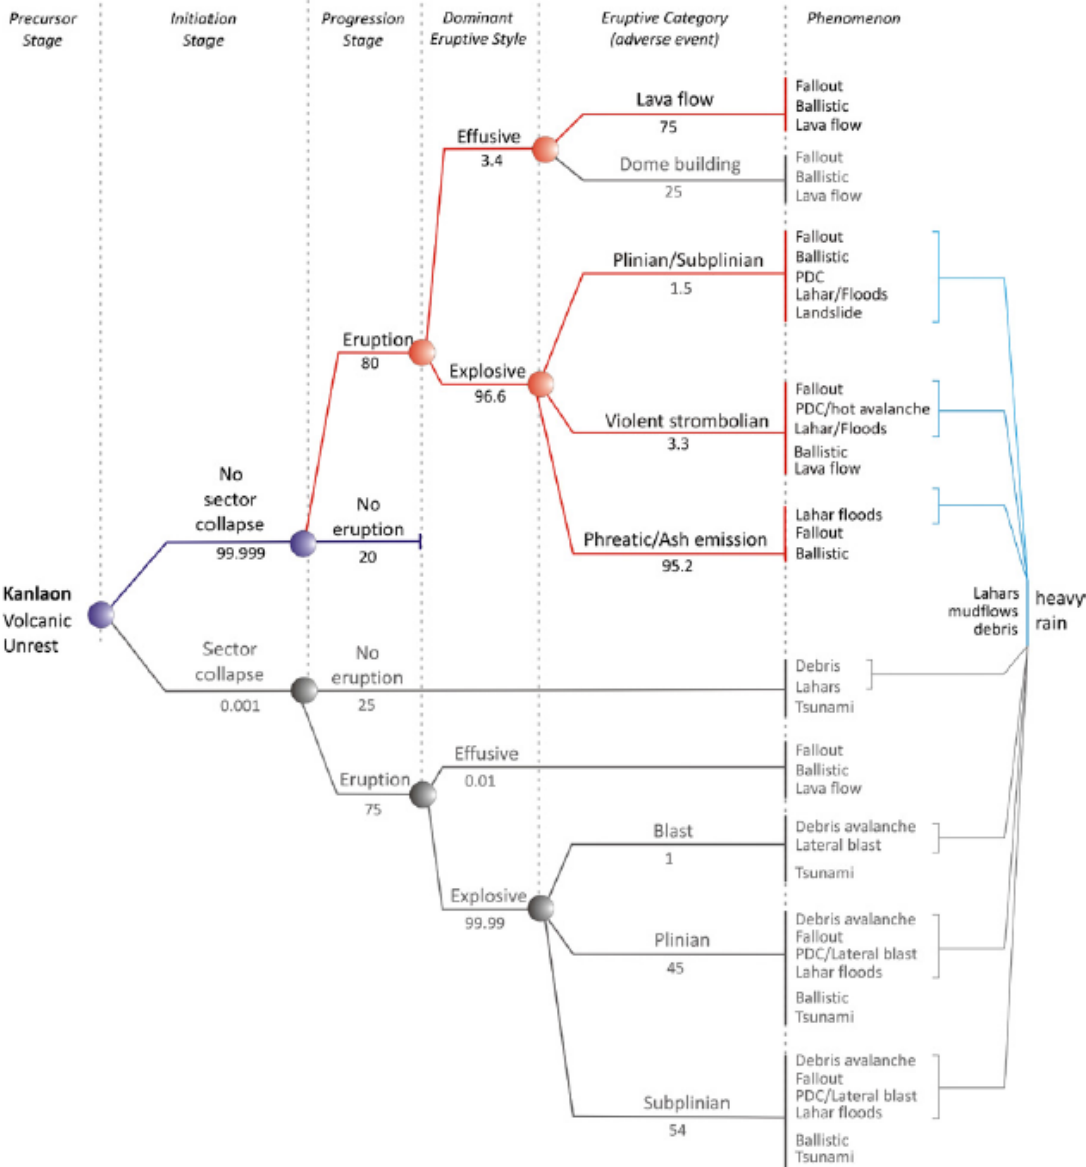 Precursor
Stage
Initiation
Stage
Progression
Stage
Dominant
Eruptive Style
Eruptive Category
(adverse event)
Phenomenon
Lava flow
75
Fallout
Ballistic
Lava flow
Effusive
3.4
Dome building
25
Fallout
Ballistic
Lava flow
Plinian/Subplinian
1.5
Fallout
Ballistic
PDC
Lahar/Floods
Landslide
Eruption
80
Explosive
96.6
Violent strombolian
3.3
Fallout
PDC/hot avalanche
Lahar/Floods
Ballistic
Lava flow
No
sector
collapse
99.999
No
eruption
20
Phreatic/Ash emission
95.2
Lahar floods
Fallout
Ballistic
Kanlaon
Volcanic
Unrest
Lahars
mudflows
debris
heavy
rain
Sector
collapse
0.001
No
eruption
25
Debris
Lahars
Tsunami
Eruption
75
Effusive
0.01
Fallout
Ballistic
Lava flow
Blast
1
Debris avalanche
Lateral blast
Tsunami
Explosive
99.99
Plinian
45
Debris avalanche
Fallout
PDC/Lateral blast
Lahar floods
Ballistic
Tsunami
Subplinian
54
Debris avalanche
Fallout
PDC/Lateral blast
Lahar floods
Ballistic
Tsunami